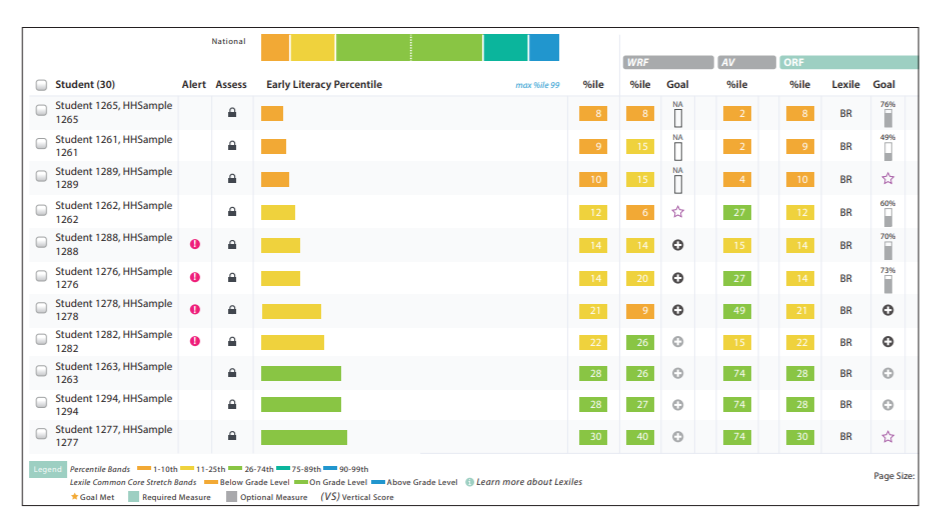 National
WRF AV ORF
Student (30) Alert Assess Early Literacy Percentile max %ile 99 %ile %ile Goal %ile %ile Lexile Goal
Student 1265, HHSample 1265 8 8 NA 2 8 BR 76%
Student 1261, HHSample 1261 9 15 NA 2 9 BR 49%
Student 1289, HHSample 1289 10 15 NA 4 10 BR
Student 1262, HHSample 1262 12 6 27 12 BR 60%
Student 1288, HHSample 1288 ! 14 14 15 14 BR 70%
Student 1276, HHSample 1276 ! 14 20 27 14 BR 73%
Student 1278, HHSample 1278 ! 21 9 49 21 BR
Student 1282, HHSample 1282 ! 22 26 15 22 BR
Student 1263, HHSample 1263 28 26 74 28 BR
Student 1294, HHSample 1294 28 27 74 28 BR
Student 1277, HHSample 1277 30 40 74 30 BR
Legend Percentile Bands 1-10th 11-25th 26-74th 75-89th 90-99th
Lexile Common Core Stretch Bands Below Grade Level On Grade Level Above Grade Level Learn more about Lexiles
Page Size:
Goal Met Required Measure Optional Measure (VS) Vertical Score